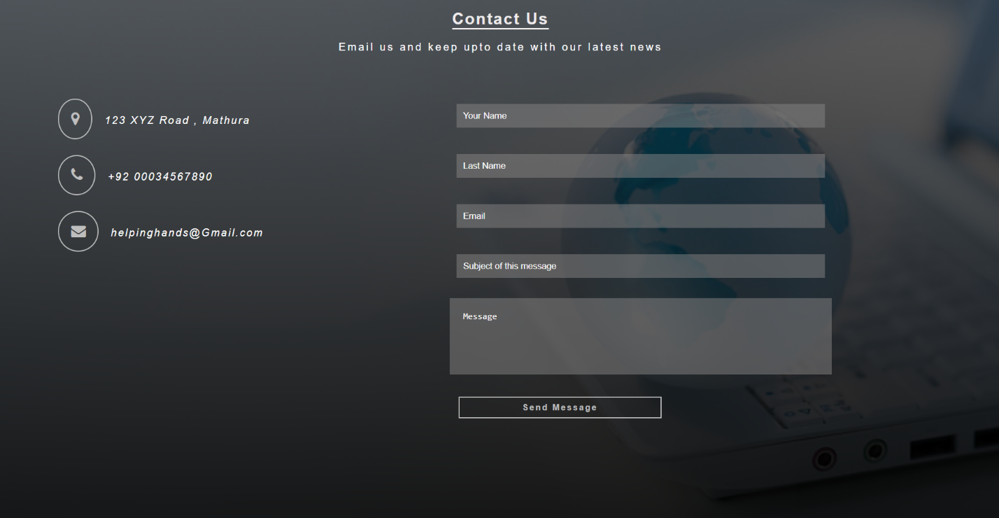 Contact Us
Email us and keep upto date with our latest news
123 XYZ Road , Mathura
+92 00034567890
helpinghands@Gmail.com
Your Name
Last Name
Email
Subject of this message
Message
Send Message